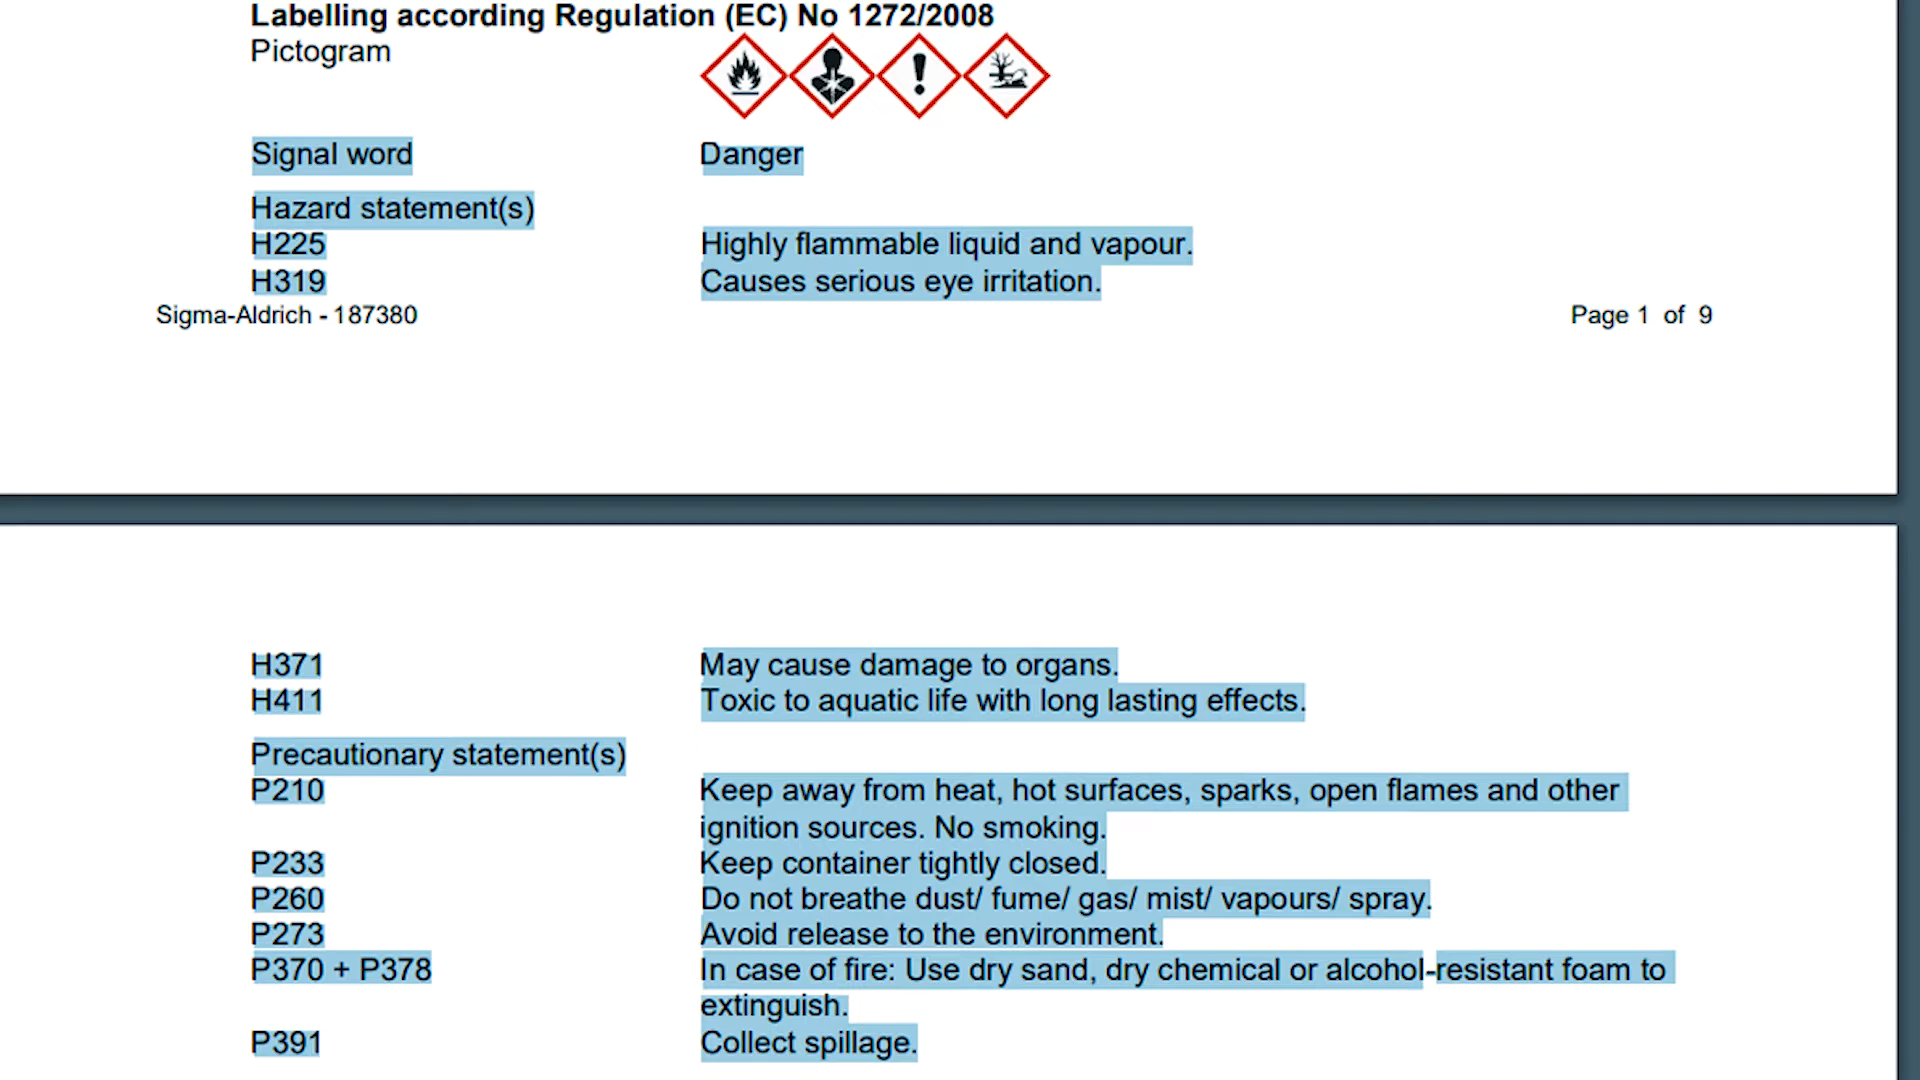 Labelling according Regulation (EC) No 1272/2008
Pictogram
Signal word Danger
Hazard statement(s)
H225 Highly flammable liquid and vapour.
H319 Causes serious eye irritation.
Sigma-Aldrich - 187380 Page 1 of 9
H371 May cause damage to organs.
H411 Toxic to aquatic life with long lasting effects.
Precautionary statement(s)
P210 Keep away from heat, hot surfaces, sparks, open flames and other
ignition sources. No smoking.
P233 Keep container tightly closed.
P260 Do not breathe dust/ fume/ gas/ mist/ vapours/ spray.
P273 Avoid release to the environment.
P370 + P378 In case of fire: Use dry sand, dry chemical or alcohol-resistant foam to
extinguish.
P391 Collect spillage.